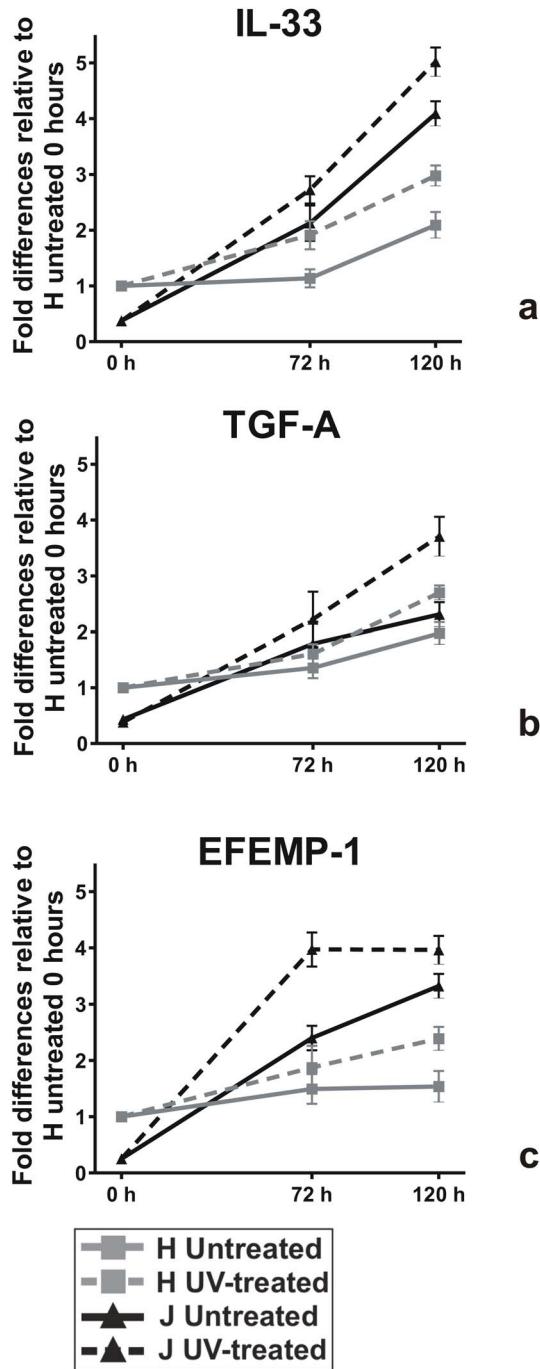 IL-33
Fold differences relative to
H untreated 0 hours
5
4
3
2
1
0
0 h 72 h 120 h
a
TGF-A
Fold differences relative to
H untreated 0 hours
5
4
3
2
1
0
0 h 72 h 120 h
b
EFEMP-1
Fold differences relative to
H untreated 0 hours
5
4
3
2
1
0
0 h 72 h 120 h
c
H Untreated
H UV-treated
J Untreated
J UV-treated